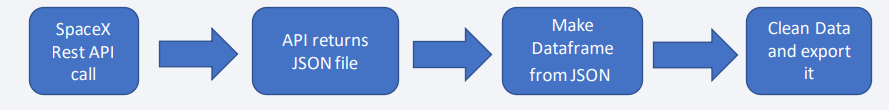 SpaceX
Rest API
call
API returns
JSON file
Make
Dataframe
from JSON
Clean Data
and export
it